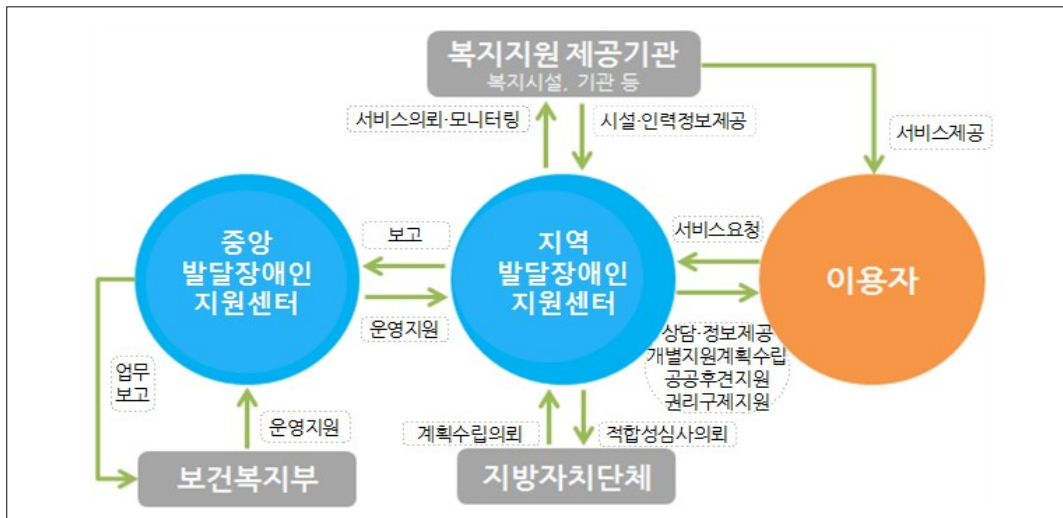 복지지원 제공기관
복지시설, 기관 등
서비스의뢰·모니터링
시설·인력정보제공
서비스제공
중앙
발달장애인
지원센터
보고
운영지원
지역
발달장애인
지원센터
서비스요청
이용자
상담·정보제공
개별지원계획수립
공공후견지원
권리구제지원
업무
보고
운영지원
계획수립의뢰
적합성심사의뢰
보건복지부
지방자치단체